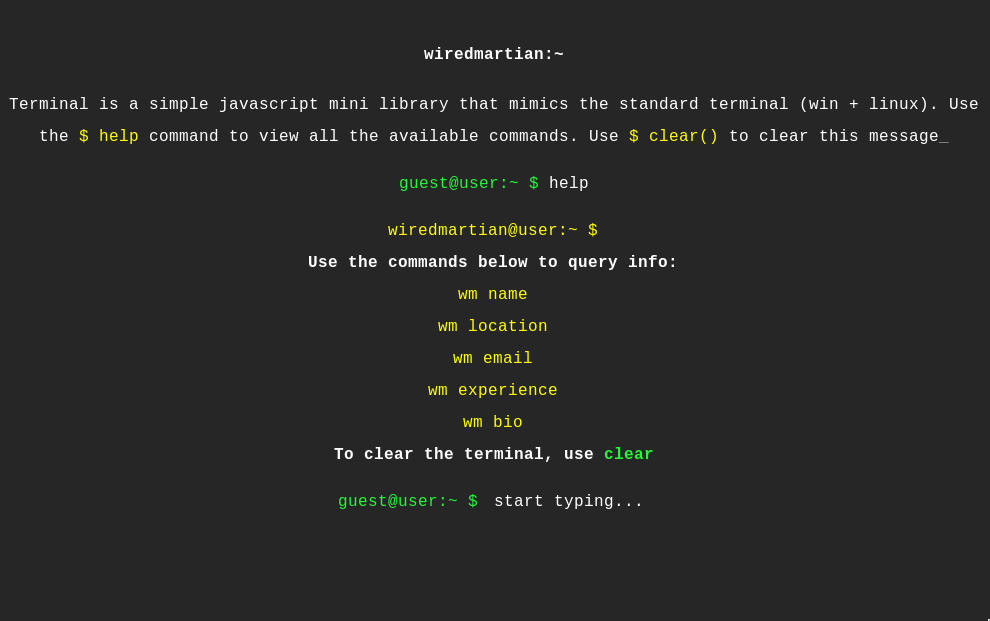 wiredmartian:~
Terminal is a simple javascript mini library that mimics the standard terminal (win + linux). Use
the $ help command to view all the available commands. Use $ clear() to clear this message_
guest@user:~ $ help
wiredmartian@user:~ $
Use the commands below to query info:
wm name
wm location
wm email
wm experience
wm bio
To clear the terminal, use clear
guest@user:~ $ start typing...